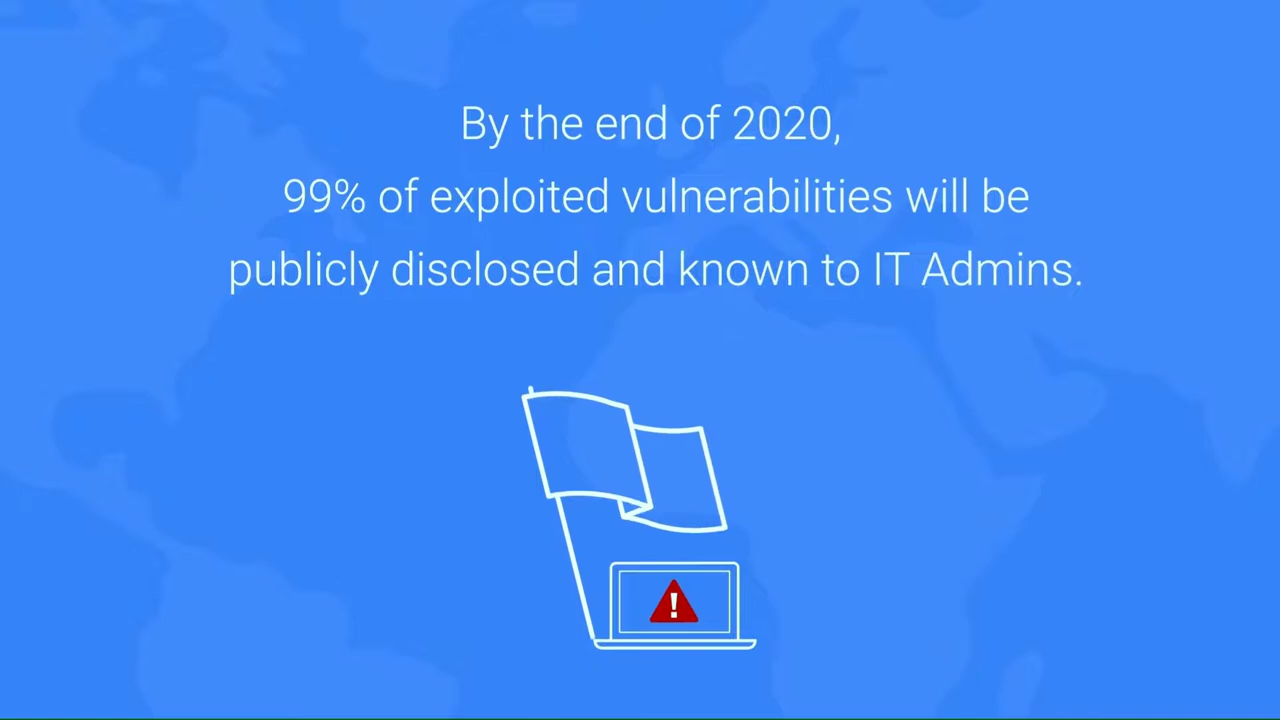 By the end of 2020,
99% of exploited vulnerabilities will be
publicly disclosed and known to IT Admins.
!